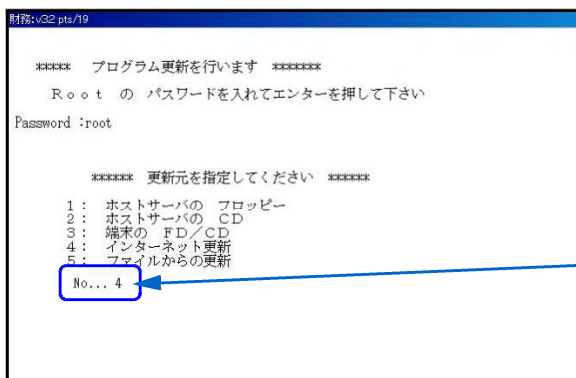 財務:v32 pts/19
***** プログラム更新を行います *******
Root の パスワードを入れてエンターを押して下さい
Password :root
****** 更新元を指定してください ******
1: ホストサーバの フロッピー
2: ホストサーバの CD
3: 端末の FD/CD
4: インターネット更新
5: ファイルからの更新
No... 4